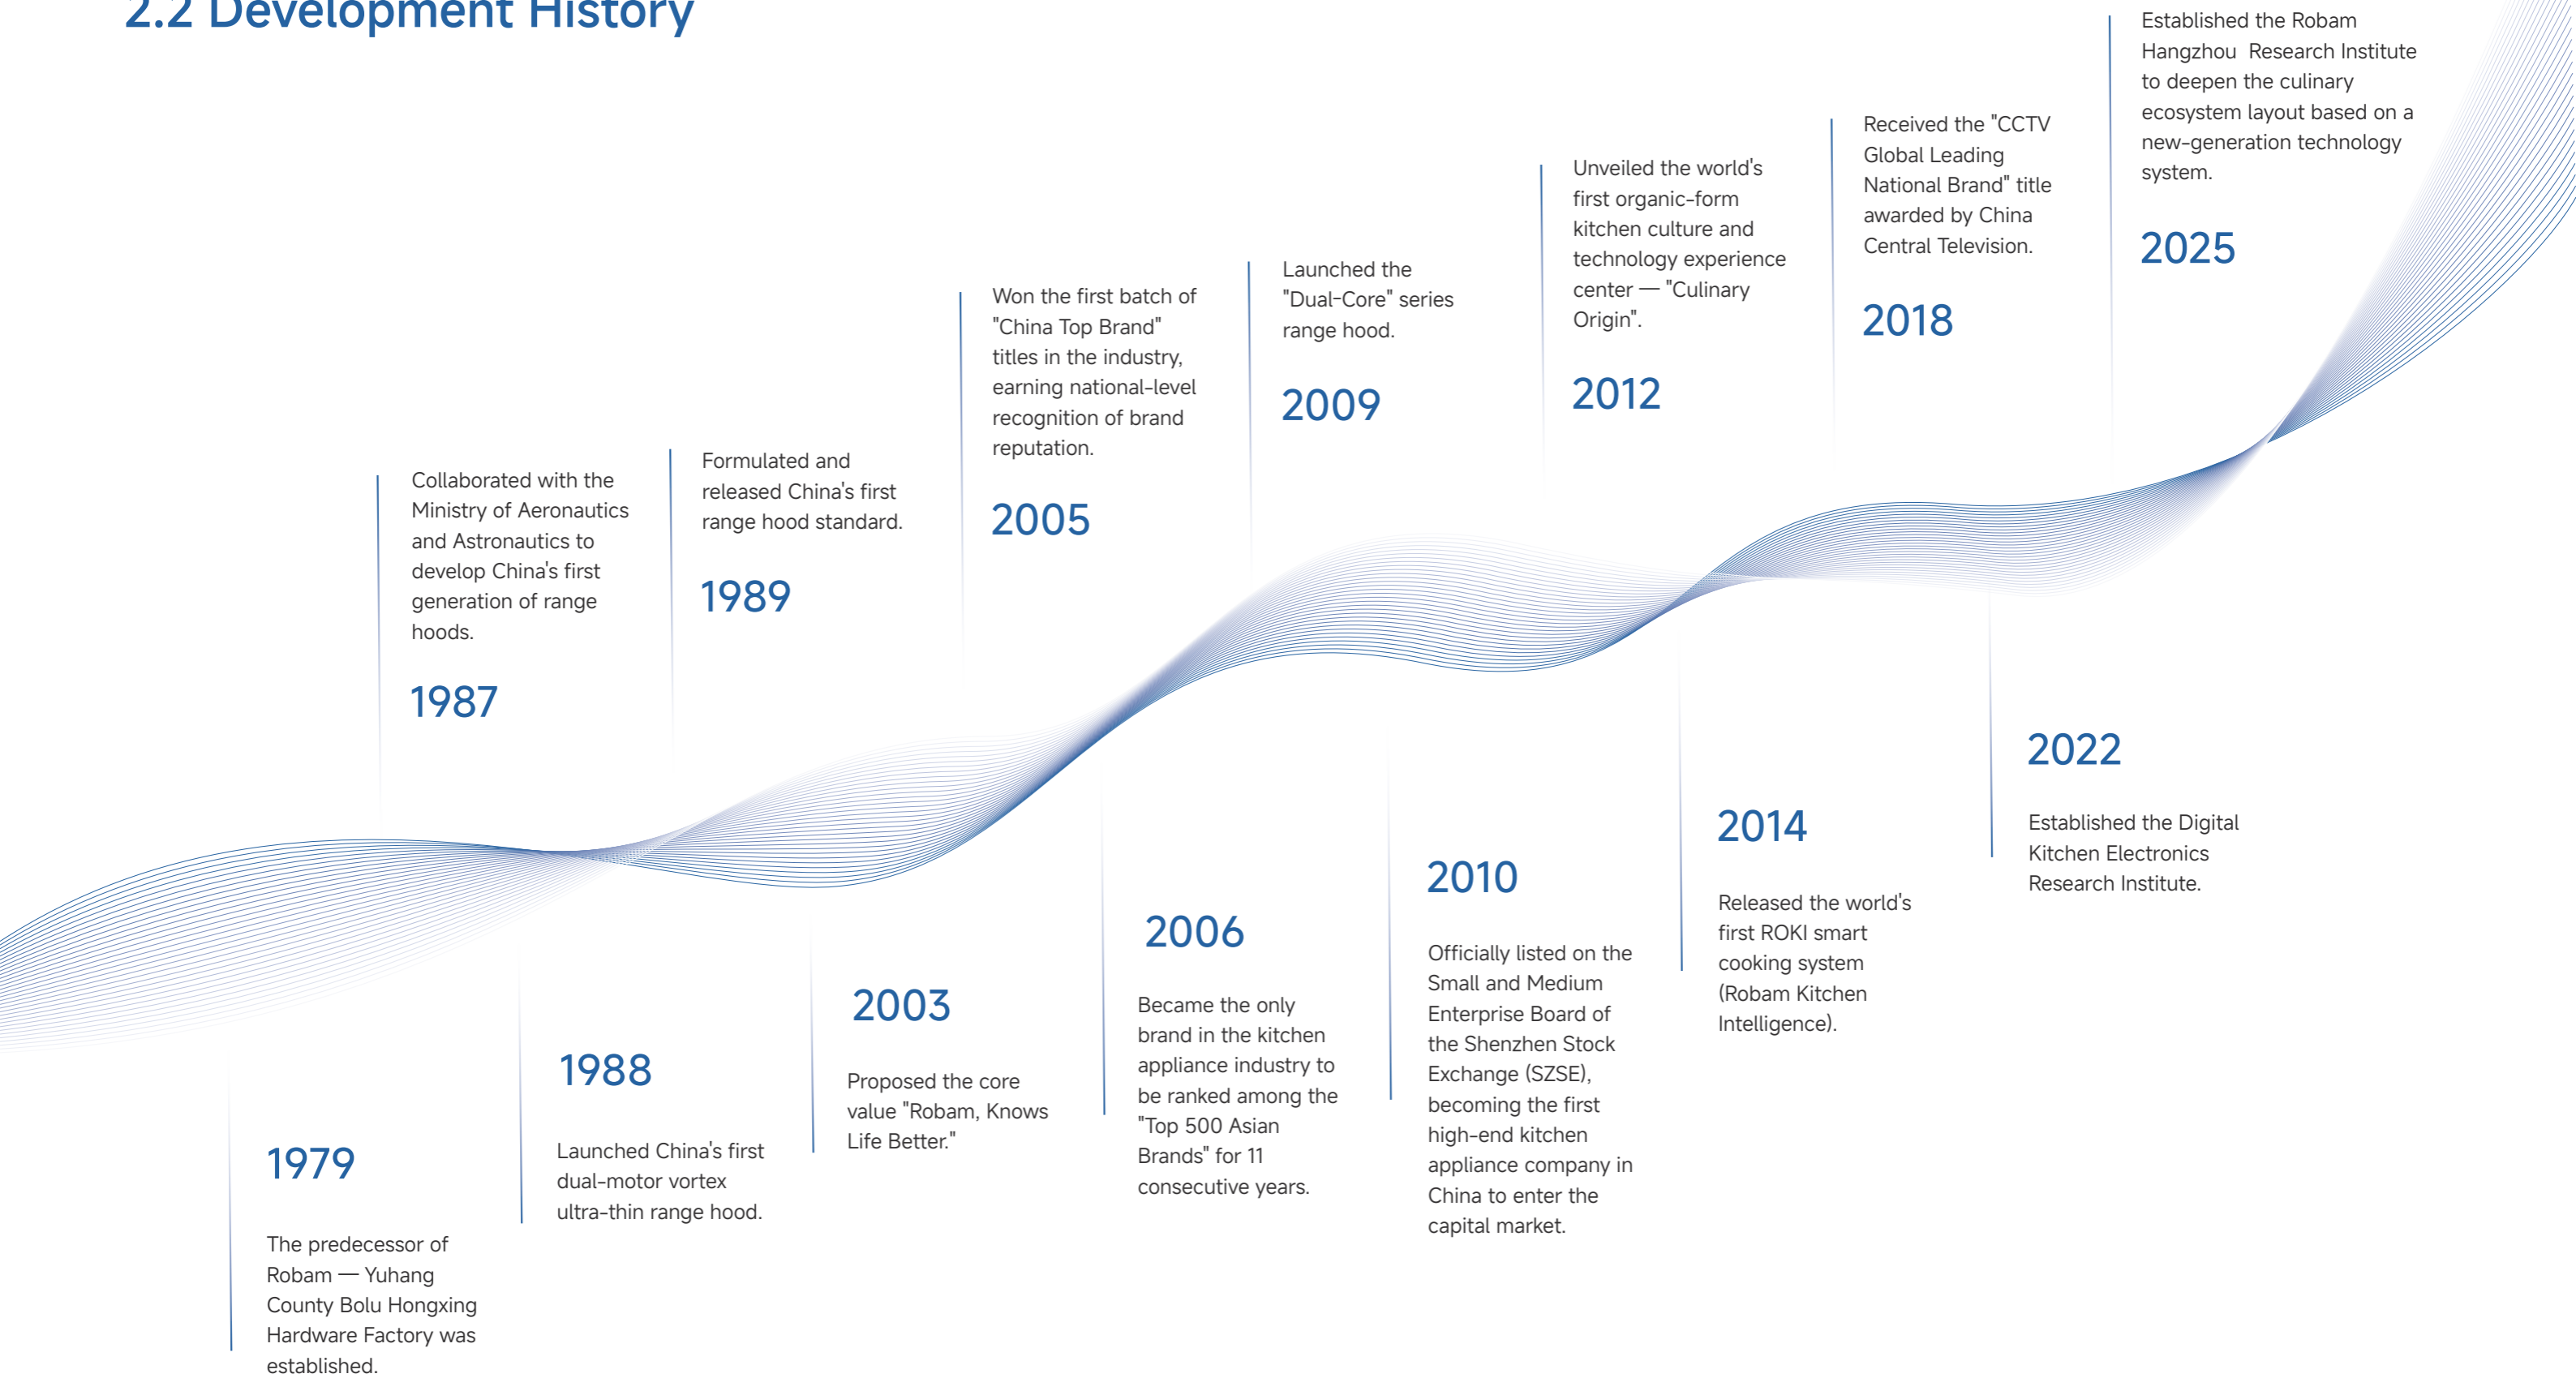 2.2 Development History
Established the Robam
Hangzhou  Research Institute
to deepen the culinary
ecosystem layout based on a
new-generation technology
system.
2025
Received the "CCTV
Global Leading
National Brand" title
awarded by China
Central Television.
2018
Unveiled the world's
first organic-form
kitchen culture and
technology experience
center — "Culinary
Origin".
2012
Launched the
"Dual-Core" series
range hood.
2009
Won the first batch of
"China Top Brand"
titles in the industry,
earning national-level
recognition of brand
reputation.
2005
Formulated and
released China's first
range hood standard.
1989
Collaborated with the
Ministry of Aeronautics
and Astronautics to
develop China's first
generation of range
hoods.
1987
1979
The predecessor of
Robam — Yuhang
County Bolu Hongxing
Hardware Factory was
established.
1988
Launched China's first
dual-motor vortex
ultra-thin range hood.
2003
Proposed the core
value "Robam, Knows
Life Better."
2006
Became the only
brand in the kitchen
appliance industry to
be ranked among the
"Top 500 Asian
Brands" for 11
consecutive years.
2010
Officially listed on the
Small and Medium
Enterprise Board of
the Shenzhen Stock
Exchange (SZSE),
becoming the first
high-end kitchen
appliance company in
China to enter the
capital market.
2014
Released the world's
first ROKI smart
cooking system
(Robam Kitchen
Intelligence).
2022
Established the Digital
Kitchen Electronics
Research Institute.